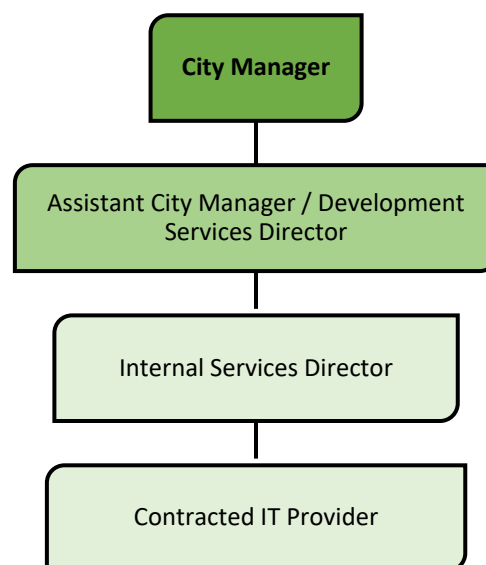 City Manager
Assistant City Manager / Development
Services Director
Internal Services Director
Contracted IT Provider